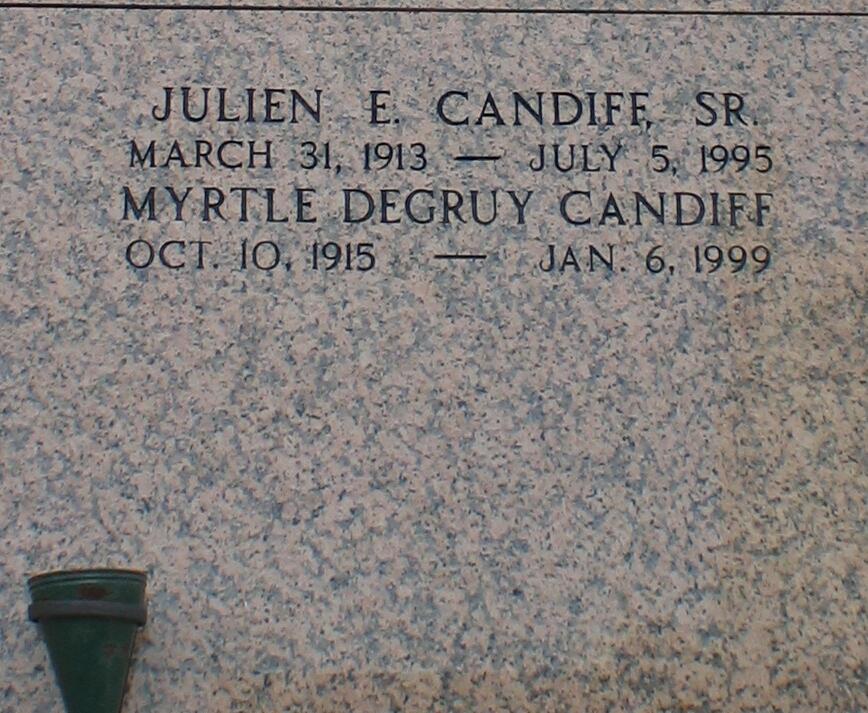 JULIEN E. CANDIFF, SR.
MARCH 31, 1913 — JULY 5, 1995
MYRTLE DEGRUY CANDIFF
OCT. 10, 1915 — JAN. 6, 1999